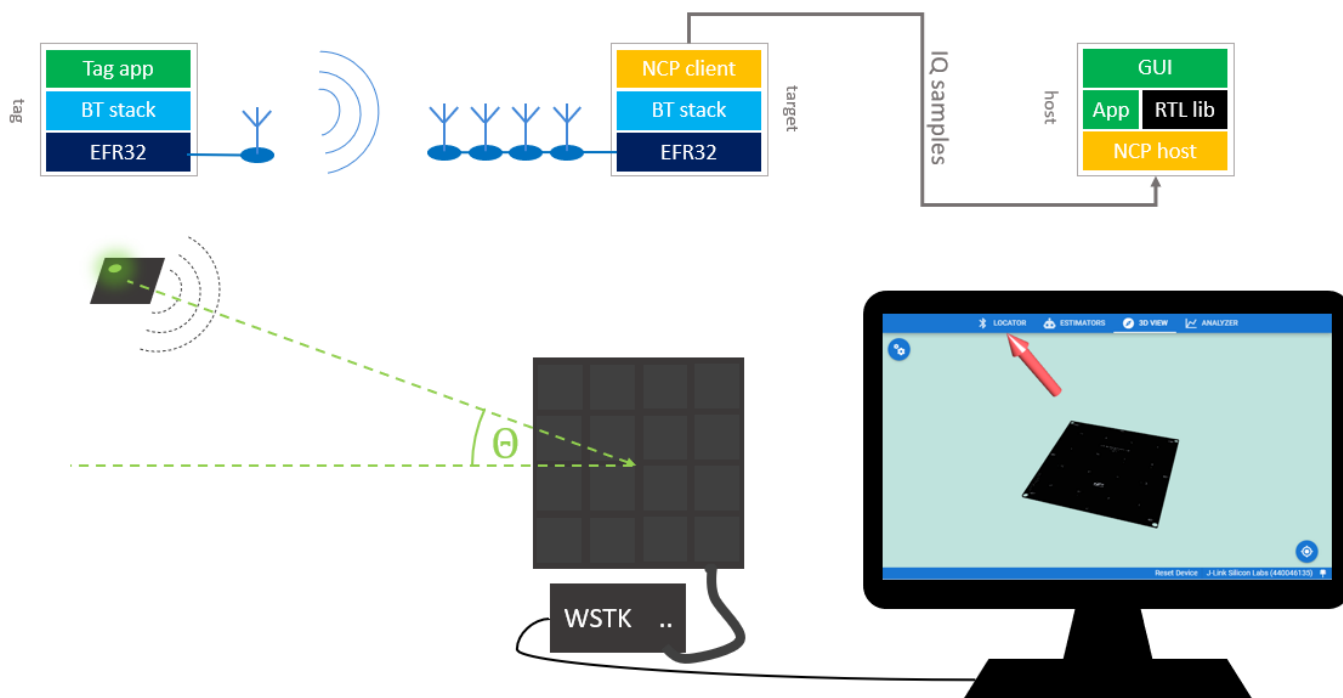 tag
Tag app
BT stack
EFR32
NCP client
BT stack
EFR32
target
IQ samples
host
GUI
App RTL lib
NCP host
Θ
WSTK ..
LOCATOR ESTIMATORS 3D VIEW ANALYZER
Reset Device J-Link Silicon Labs (440046135)